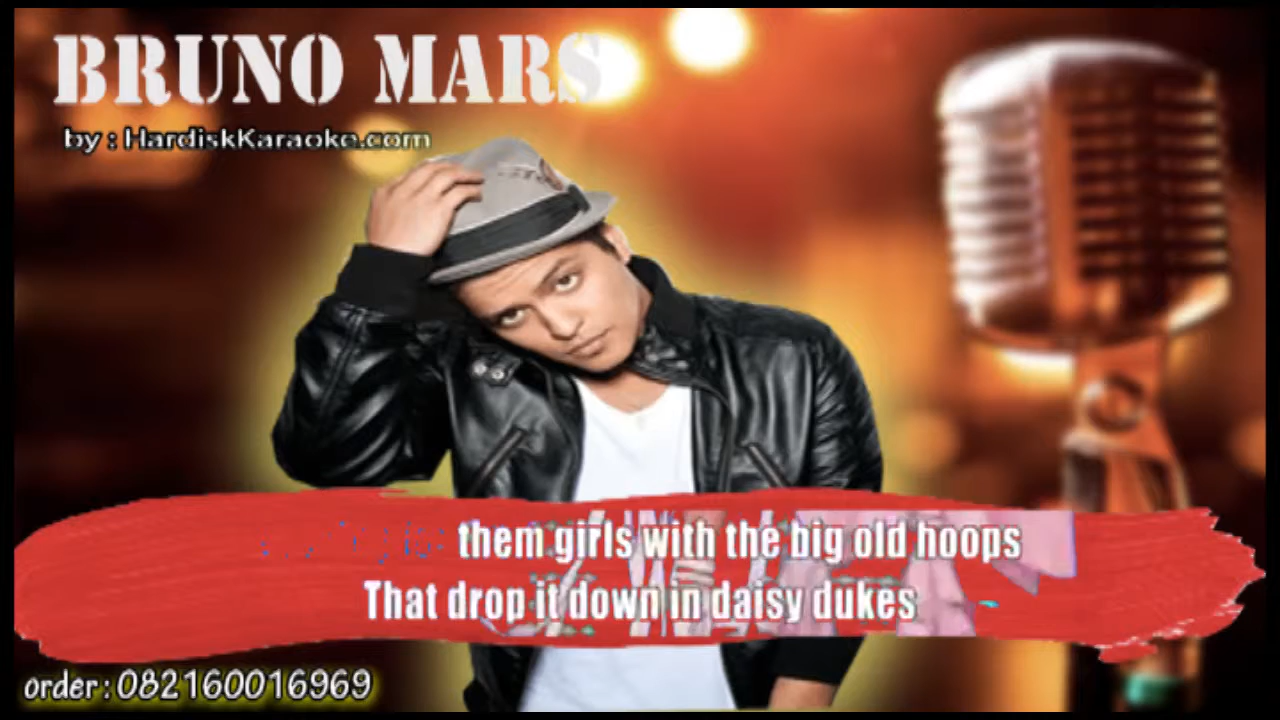 BRUNO MARS
by : HardiskKaraoke.com
them girls with the big old hoops
That drop it down in daisy dukes
order : 082160016969